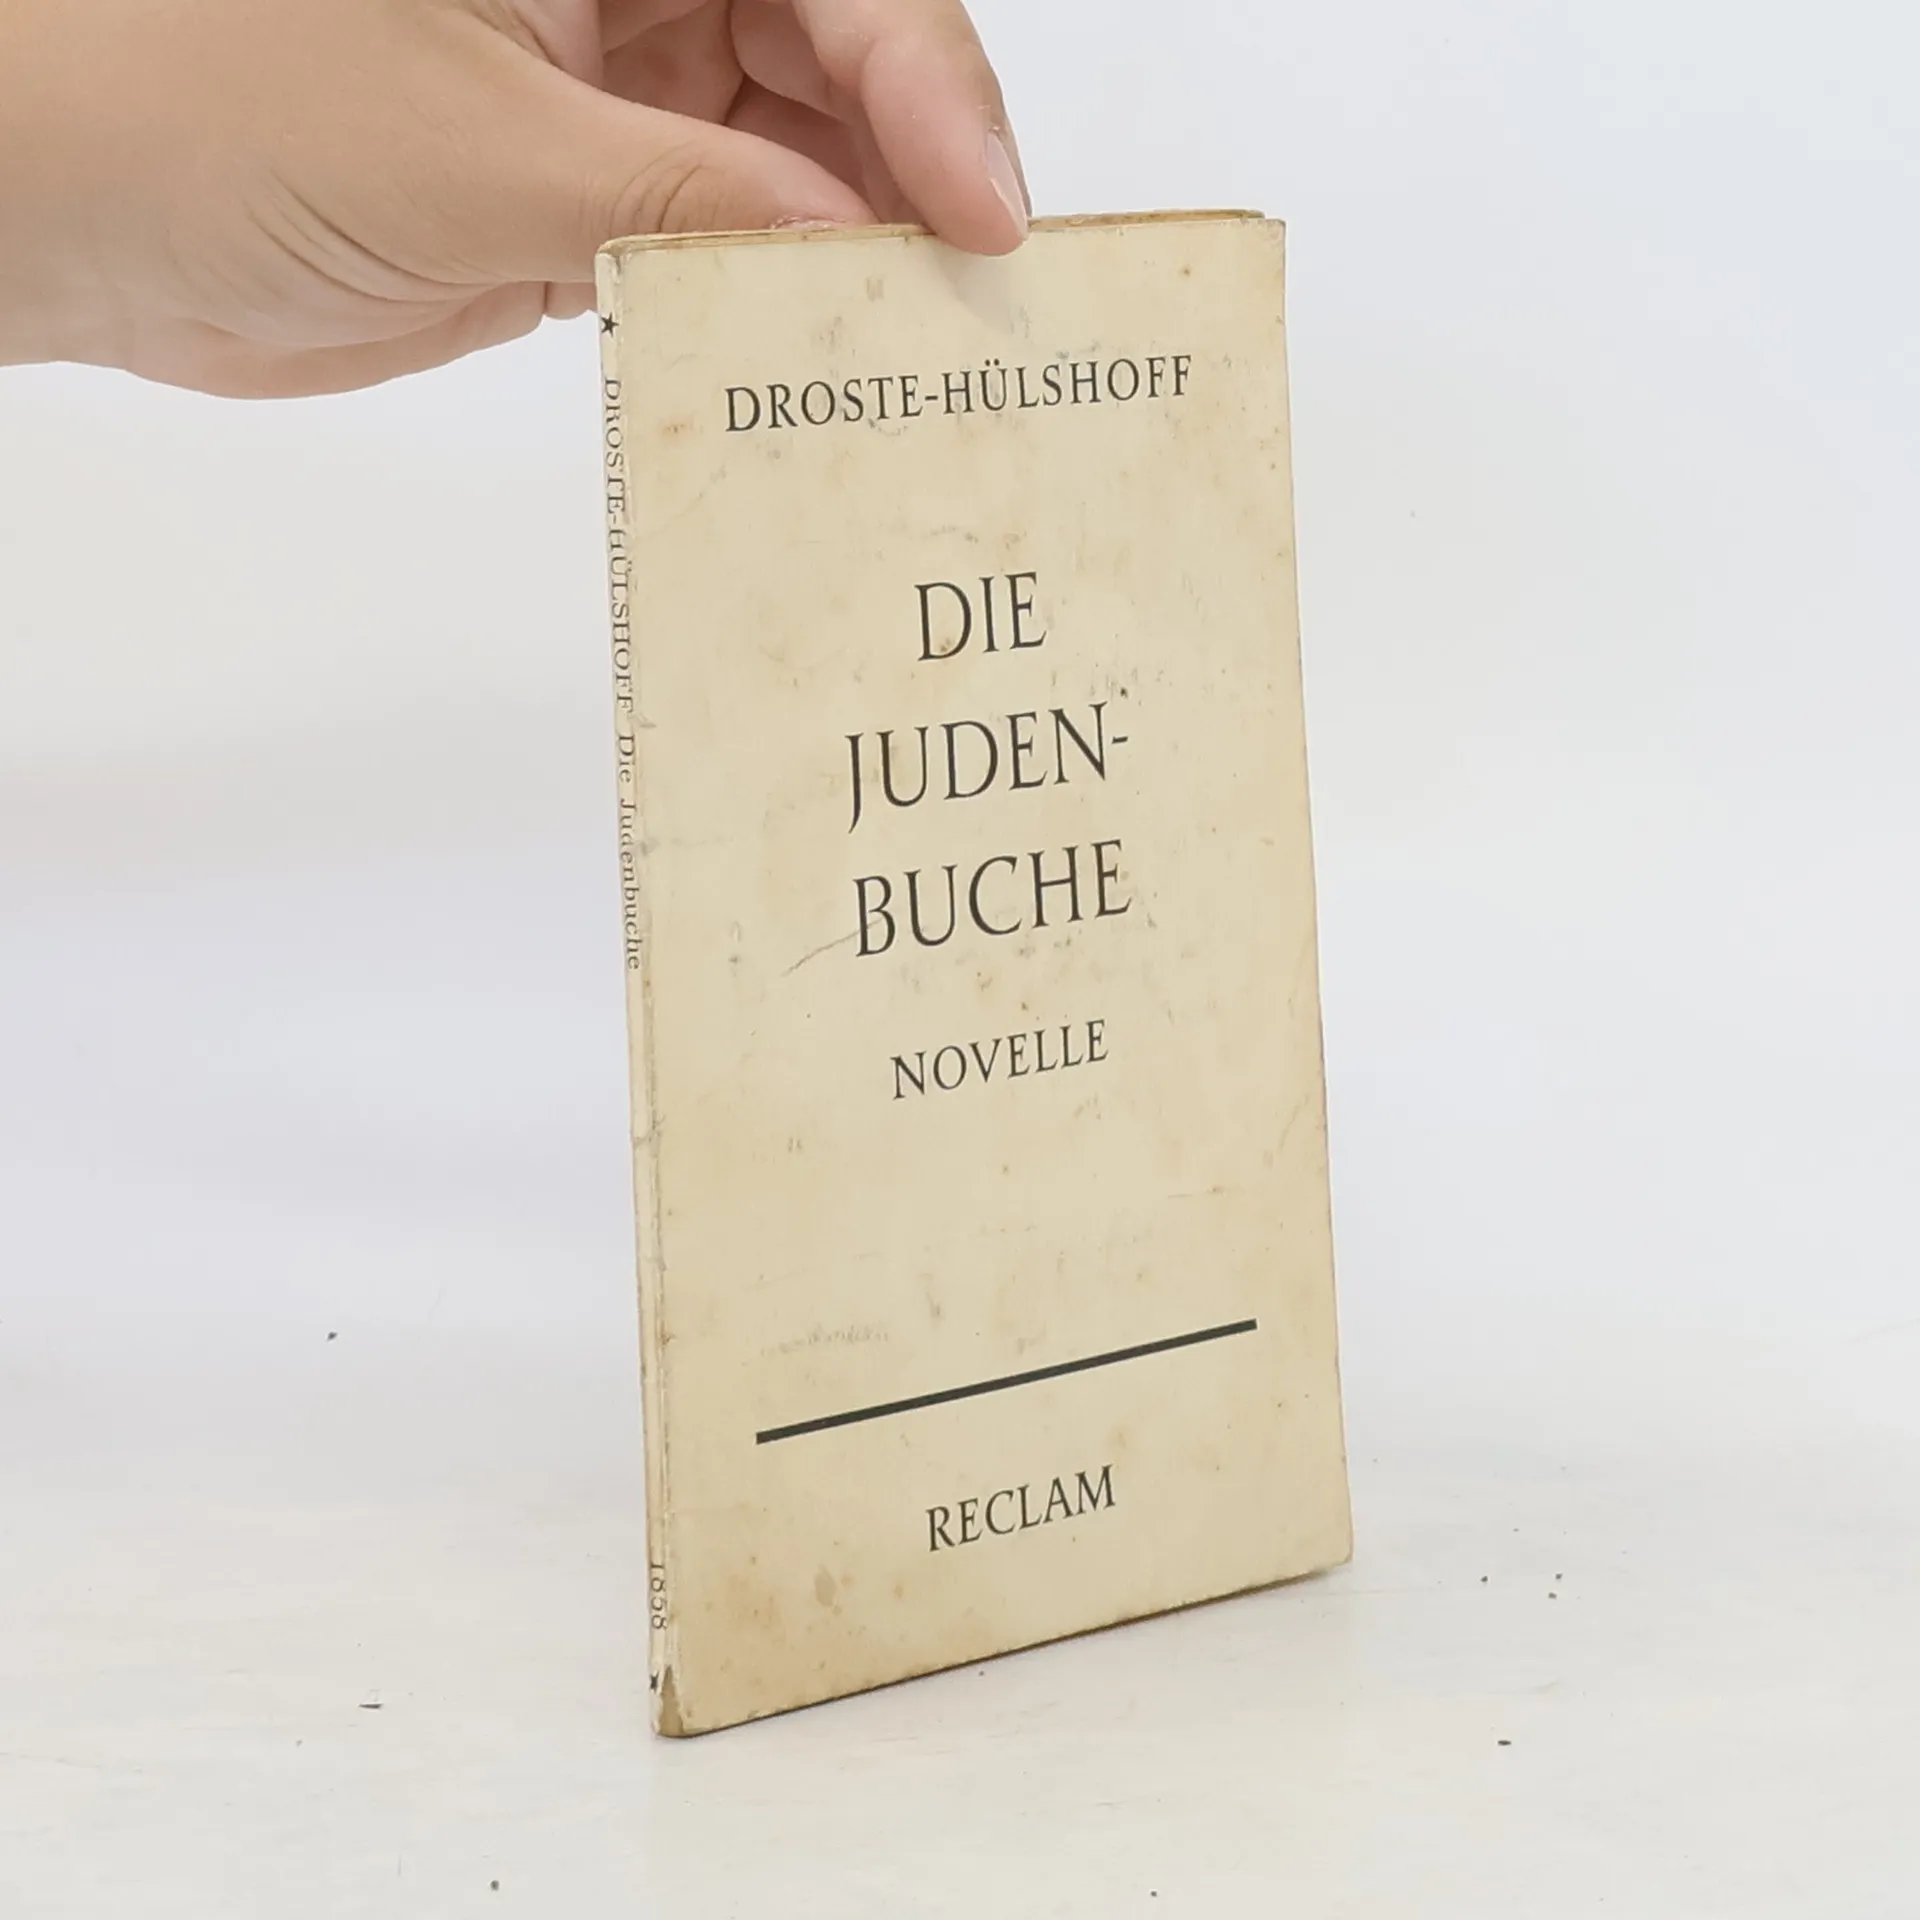 DROSTE-HÜLSHOFF
DIE
JUDEN-
BUCHE
NOVELLE
RECLAM
★ DROSTE-HÜLSHOFF Die Judenbuche 1858 ★